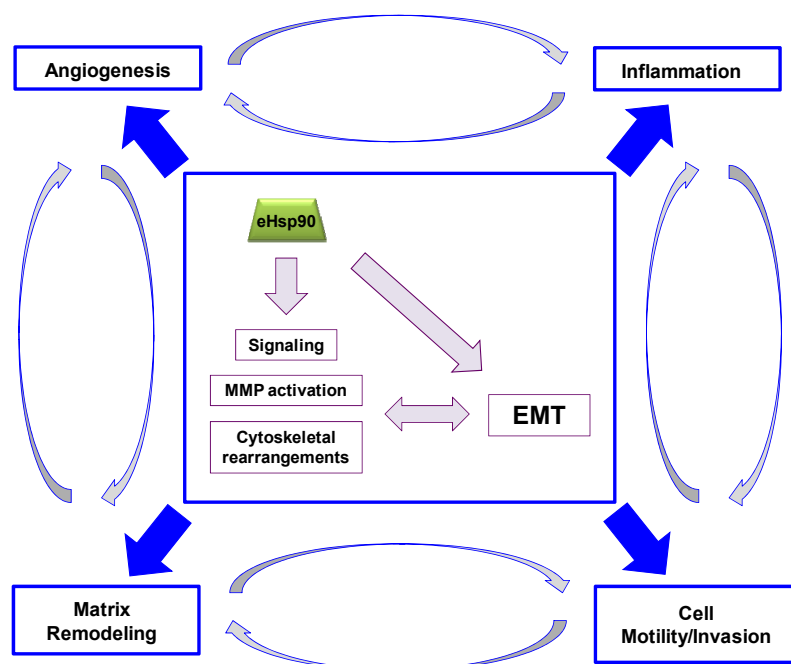 Angiogenesis
Inflammation
eHsp90
Signaling
MMP activation
EMT
Cytoskeletal
rearrangements
Matrix
Remodeling
Cell
Motility/Invasion